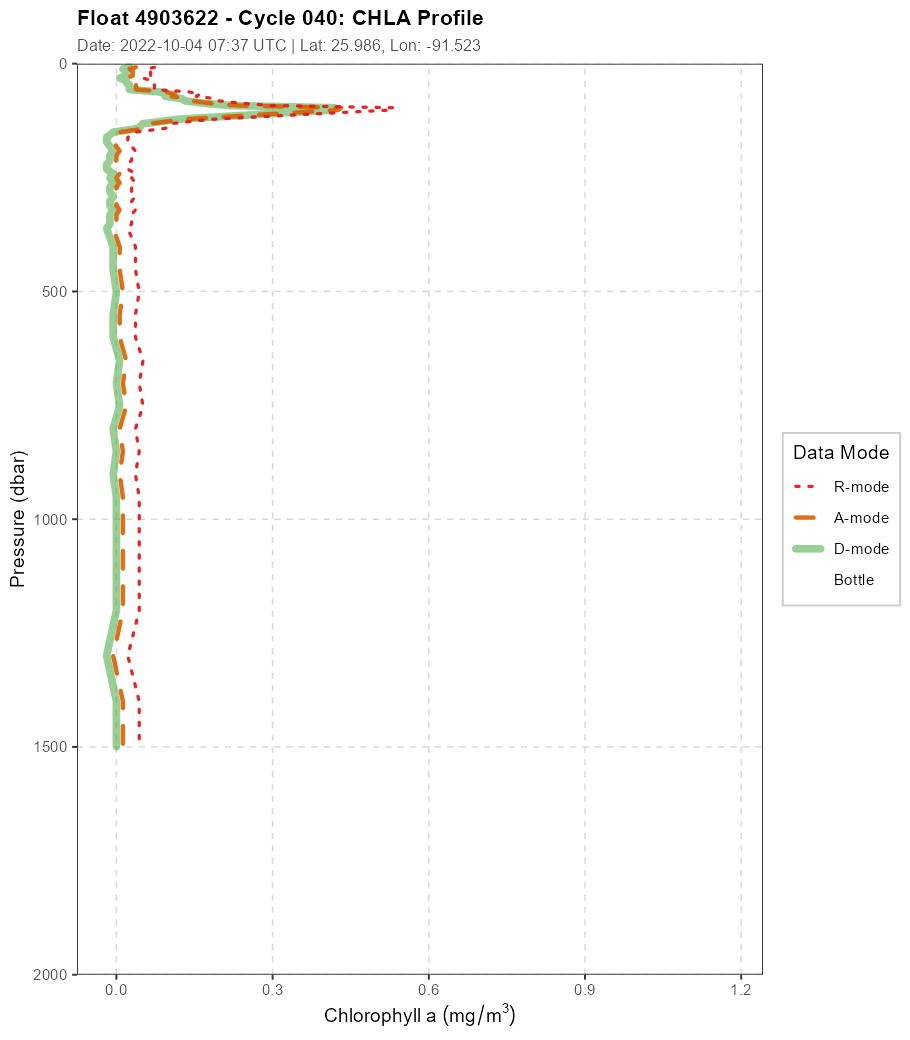 Float 4903622 - Cycle 040: CHLA Profile
Date: 2022-10-04 07:37 UTC | Lat: 25.986, Lon: -91.523
0
500
1000
1500
2000
Pressure (dbar)
0.0
0.3
0.6
0.9
1.2
Chlorophyll a (mg/m³)
Data Mode
R-mode
A-mode
D-mode
Bottle